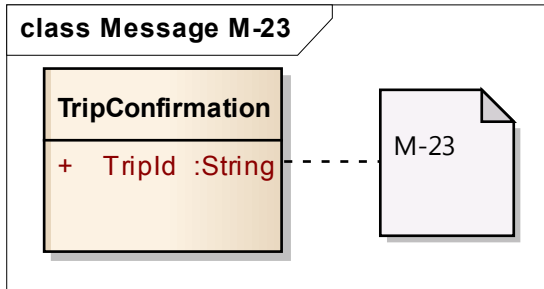 class Message M-23
TripConfirmation
+ TripId :String
M-23